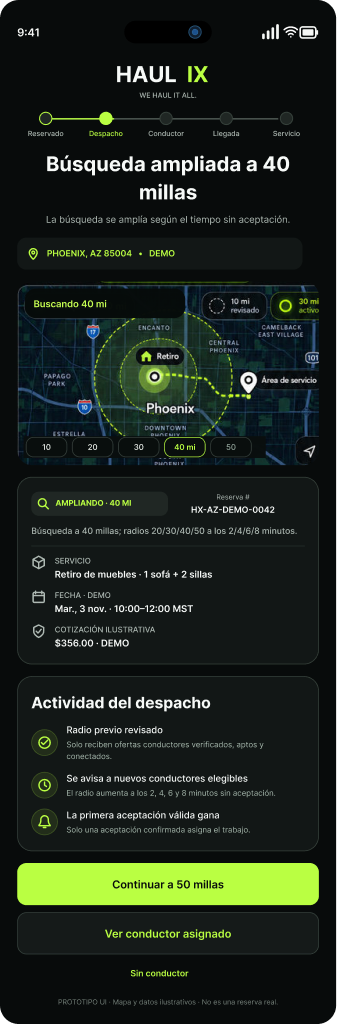 9:41
HAUL IX
WE HAUL IT ALL.
Reservado Despacho Conductor Llegada Servicio
Búsqueda ampliada a 40
millas
La búsqueda se amplía según el tiempo sin aceptación.
PHOENIX, AZ 85004 • DEMO
Buscando 40 mi
10 mi
revisado
30 mi
activo
17
ENCANTO
CAMELBACK
EAST VILLAGE
CENTRAL
PHOENIX
Retiro
101
PAPAGO
PARK
Área de servicio
10
Phoenix
ESTRELLA
DOWNTOWN
PHOENIX
10 20 30 40 mi 50
PHOENIX
AMPLIANDO · 40 MI
Reserva #
HX-AZ-DEMO-0042
Búsqueda a 40 millas; radios 20/30/40/50 a los 2/4/6/8 minutos.
SERVICIO
Retiro de muebles · 1 sofá + 2 sillas
FECHA · DEMO
Mar., 3 nov. · 10:00–12:00 MST
COTIZACIÓN ILUSTRATIVA
$356.00 · DEMO
Actividad del despacho
Radio previo revisado
Solo reciben ofertas conductores verificados, aptos y
conectados.
Se avisa a nuevos conductores elegibles
El radio aumenta a los 2, 4, 6 y 8 minutos sin aceptación.
La primera aceptación válida gana
Solo una aceptación confirmada asigna el trabajo.
Continuar a 50 millas
Ver conductor asignado
Sin conductor
PROTOTIPO UI · Mapa y datos ilustrativos · No es una reserva real.